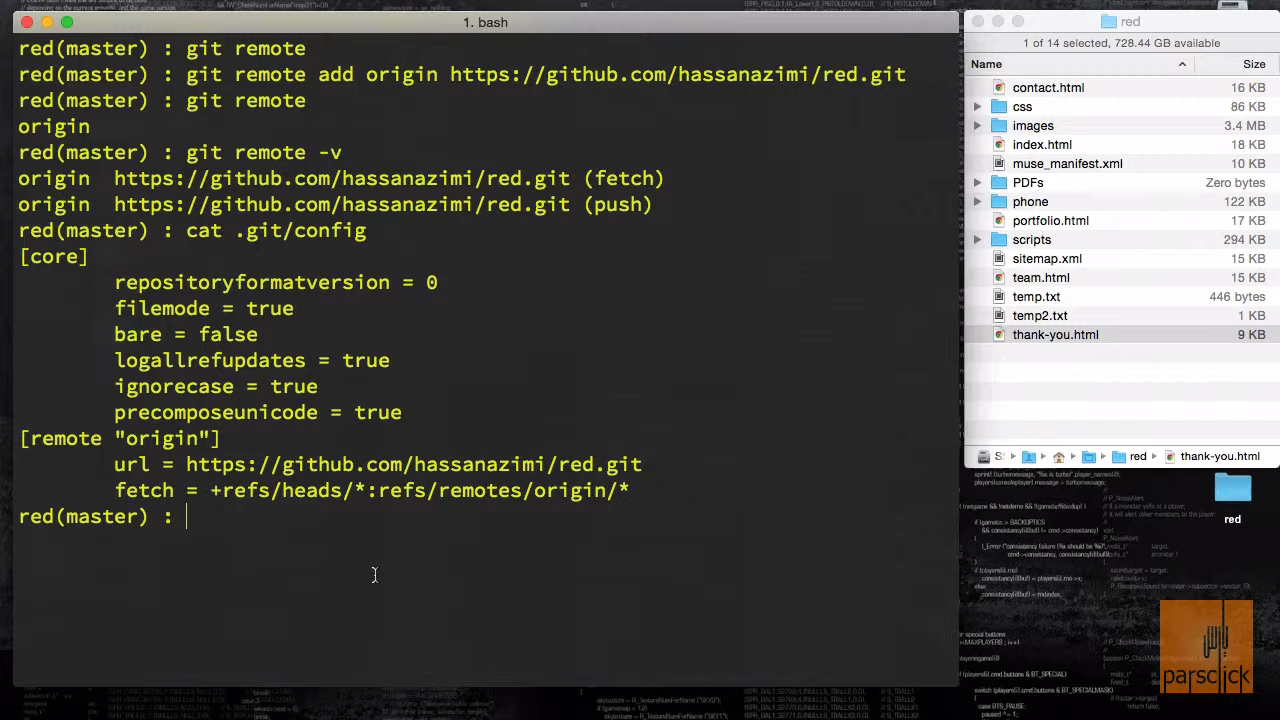 1. bash
red(master) : git remote
red(master) : git remote add origin https://github.com/hassanazimi/red.git
red(master) : git remote
origin
red(master) : git remote -v
origin  https://github.com/hassanazimi/red.git (fetch)
origin  https://github.com/hassanazimi/red.git (push)
red(master) : cat .git/config
[core]
        repositoryformatversion = 0
        filemode = true
        bare = false
        logallrefupdates = true
        ignorecase = true
        precomposeunicode = true
[remote "origin"]
        url = https://github.com/hassanazimi/red.git
        fetch = +refs/heads/*:refs/remotes/origin/*
red(master) :
red
1 of 14 selected, 728.44 GB available
Name Size
contact.html 16 KB
css 86 KB
images 3.4 MB
index.html 18 KB
muse_manifest.xml 10 KB
PDFs Zero bytes
phone 122 KB
portfolio.html 17 KB
scripts 294 KB
sitemap.xml 3 KB
team.html 15 KB
temp.txt 446 bytes
temp2.txt 1 KB
thank-you.html 9 KB
red thank-you.html
red
پارس
parsclick